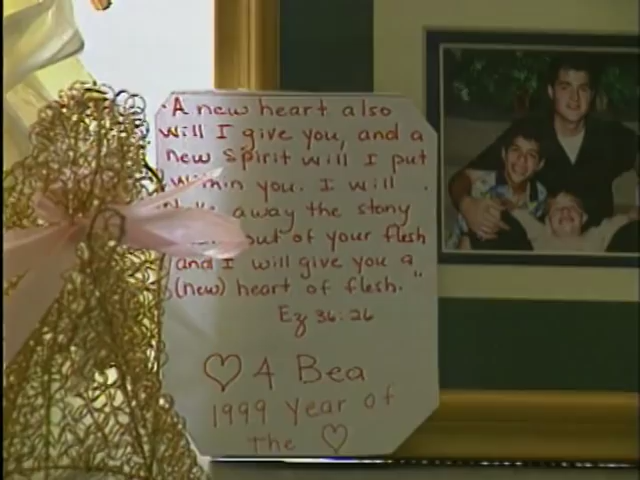 "A new heart also
will I give you, and a
new spirit will I put
within you. I will
away the stony
out of your flesh
and I will give you a
(new) heart of flesh."
Ez 36:26
♡ 4 Bea
1999 Year of
The ♡